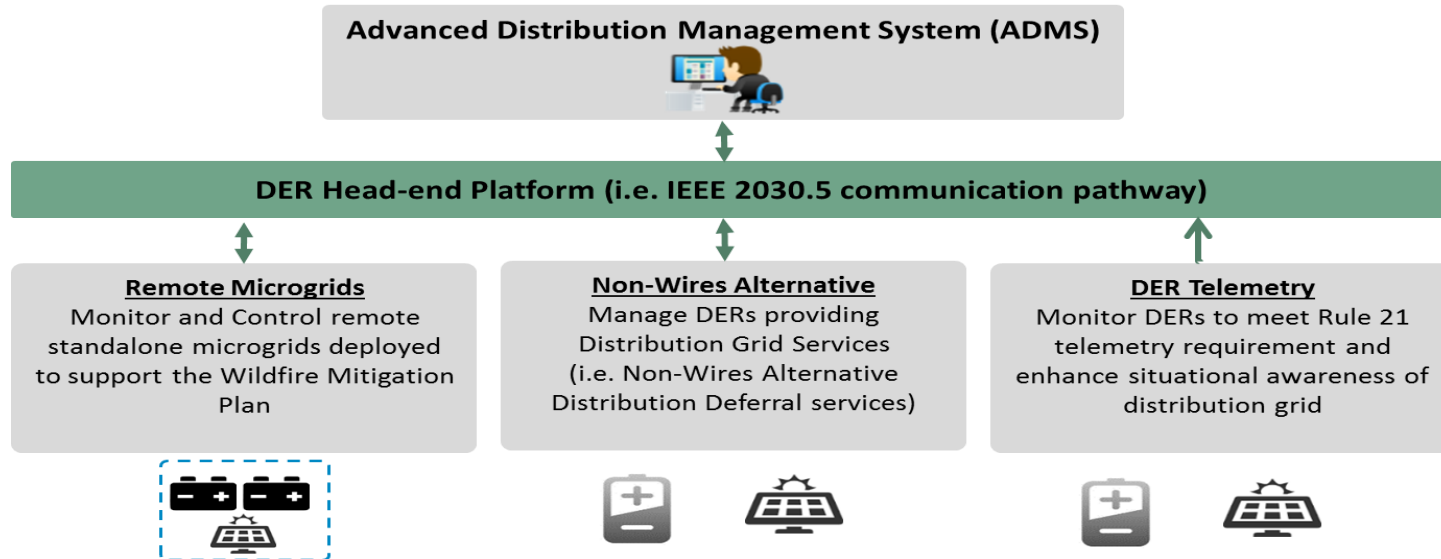 Advanced Distribution Management System (ADMS)
DER Head-end Platform (i.e. IEEE 2030.5 communication pathway)
Remote Microgrids
Monitor and Control remote
standalone microgrids deployed
to support the Wildfire Mitigation
Plan
Non-Wires Alternative
Manage DERs providing
Distribution Grid Services
(i.e. Non-Wires Alternative
Distribution Deferral services)
DER Telemetry
Monitor DERs to meet Rule 21
telemetry requirement and
enhance situational awareness of
distribution grid